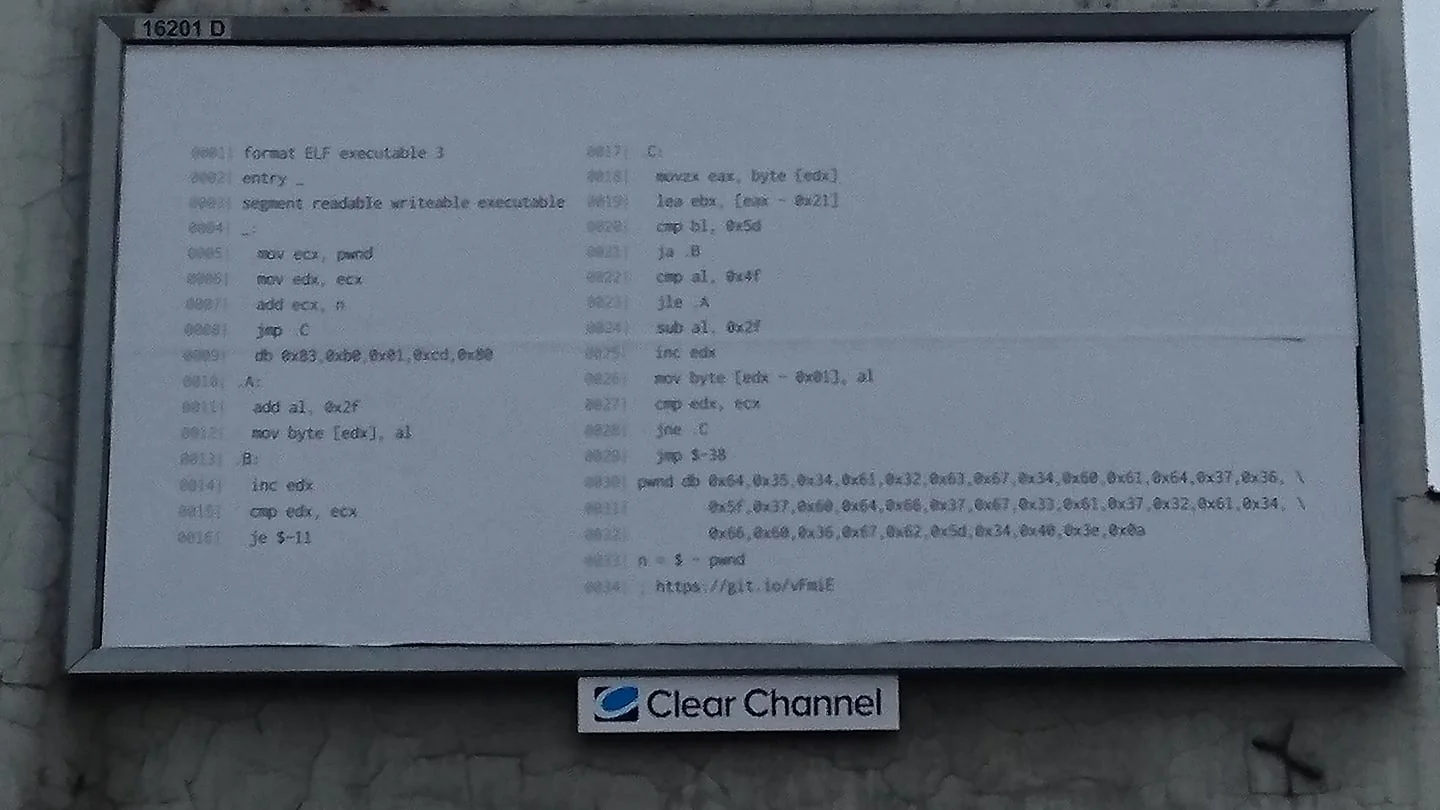 16201 D
0001| format ELF executable 3
0002| entry _
0003| segment readable writeable executable
0004| _:
0005| mov ecx, pwnd
0006| mov edx, ecx
0007| add ecx, n
0008| jmp .C
0009| db 0x83,0xb0,0x01,0xcd,0x80
0010| .A:
0011| add al, 0x2f
0012| mov byte [edx], al
0013| .B:
0014| inc edx
0015| cmp edx, ecx
0016| je $-11
0017| .C:
0018| movzx eax, byte [edx]
0019| lea ebx, [eax - 0x21]
0020| cmp bl, 0x5d
0021| ja .B
0022| cmp al, 0x4f
0023| jle .A
0024| sub al, 0x2f
0025| inc edx
0026| mov byte [edx - 0x01], al
0027| cmp edx, ecx
0028| jne .C
0029| jmp $-38
0030| pwnd db 0x64,0x35,0x34,0x61,0x32,0x63,0x67,0x34,0x60,0x61,0x64,0x37,0x36, \
0031| 0x5f,0x37,0x60,0x64,0x66,0x37,0x67,0x33,0x61,0x37,0x32,0x61,0x34, \
0032| 0x66,0x60,0x36,0x67,0x62,0x5d,0x34,0x40,0x3e,0x0a
0033| n = $ - pwnd
0034| ; https://git.io/vFmiE
Clear Channel